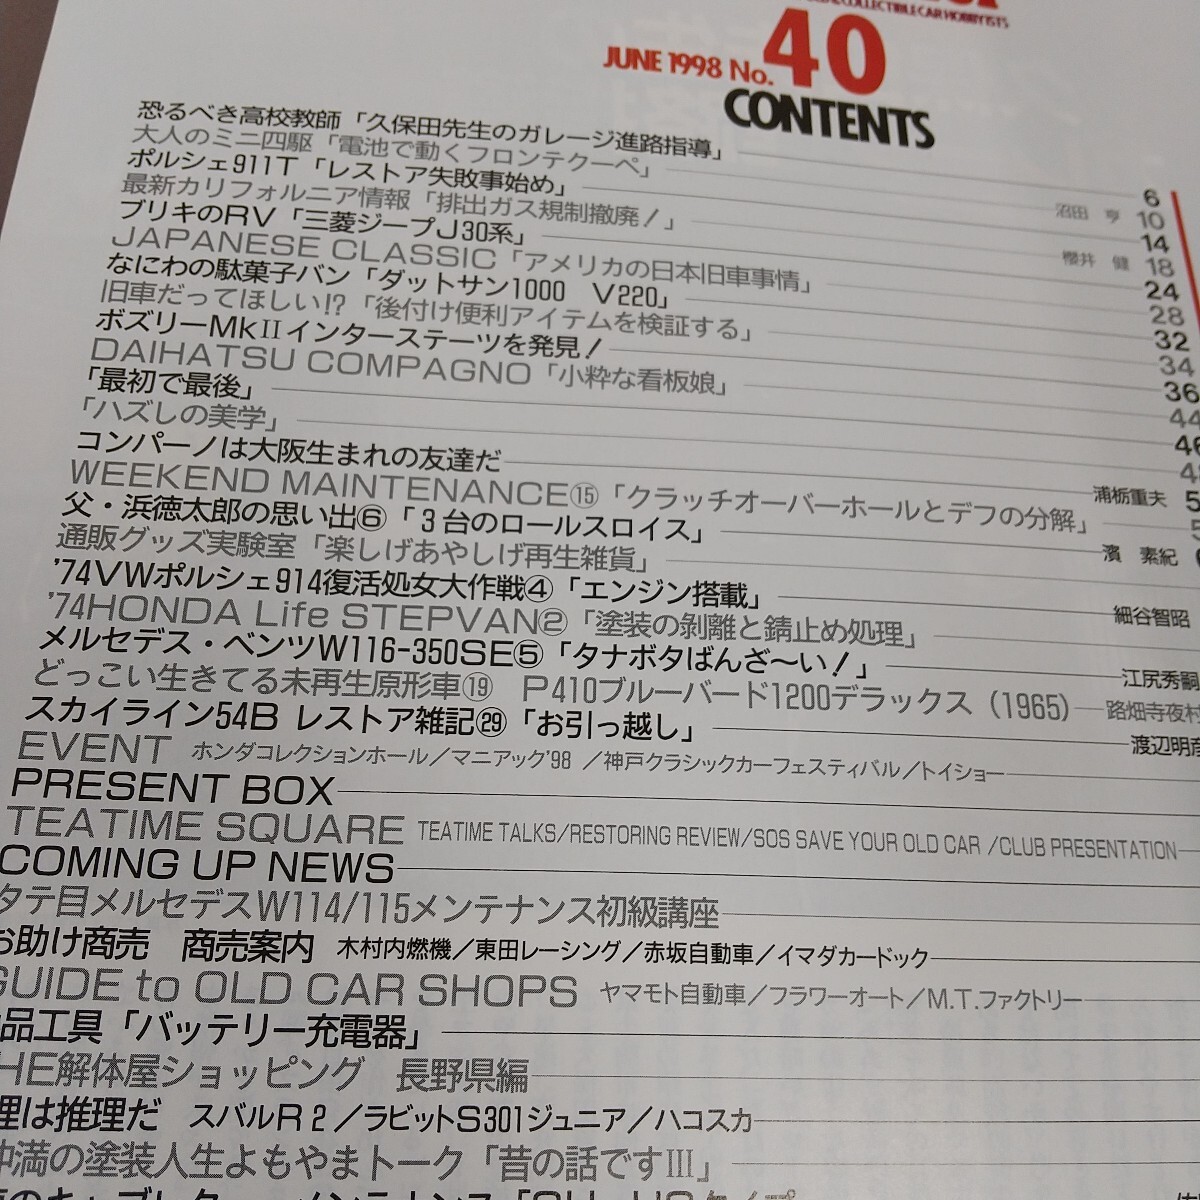 COLLECTIBLE CAR HOBBYISTS
JUNE 1998 No. 40
CONTENTS
恐るべき高校教師「久保田先生のガレージ進路指導」 6
大人のミニ四駆「電池で動くフロンテクーペ」 沼田 亨 10
ポルシェ911T「レストア失敗事始め」 14
最新カリフォルニア情報「排出ガス規制撤廃！」 櫻井 健 18
ブリキのRV「三菱ジープJ30系」 24
JAPANESE CLASSIC「アメリカの日本旧車事情」 28
なにわの駄菓子バン「ダットサン1000 V220」 32
旧車だってほしい!?「後付け便利アイテムを検証する」 34
ボズリーMkⅡインターステーツを発見！ 36
DAIHATSU COMPAGNO「小粋な看板娘」 44
「最初で最後」 46
「ハズしの美学」
コンパーノは大阪生まれの友達だ 浦栃重夫
WEEKEND MAINTENANCE⑮「クラッチオーバーホールとデフの分解」
父・浜徳太郎の思い出⑥「3台のロールスロイス」 濱 素紀
通販グッズ実験室「楽しげあやしげ再生雑貨」
'74VWポルシェ914復活処女大作戦④「エンジン搭載」 細谷智昭
'74HONDA Life STEPVAN②「塗装の剥離と錆止め処理」
メルセデス・ベンツW116-350SE⑤「タナボタばんざ〜い！」 江尻秀嗣
どっこい生きてる未再生原形車⑲ P410ブルーバード1200デラックス（1965） 路畑寺夜村
スカイライン54B レストア雑記㉙「お引っ越し」 渡辺明彦
EVENT ホンダコレクションホール／マニアック'98／神戸クラシックカーフェスティバル／トイショー
PRESENT BOX
TEATIME SQUARE TEATIME TALKS/RESTORING REVIEW/SOS SAVE YOUR OLD CAR /CLUB PRESENTATION
COMING UP NEWS
タテ目メルセデスW114/115メンテナンス初級講座
お助け商売 商売案内 木村内燃機／東田レーシング／赤坂自動車／イマダカードック
GUIDE to OLD CAR SHOPS ヤマモト自動車／フラワーオート／M.T.ファクトリー
品工具「バッテリー充電器」
HE解体屋ショッピング 長野県編
理は推理だ スバルR2／ラビットS301ジュニア／ハコスカ
満の塗装人生よもやまトーク「昔の話ですⅢ」